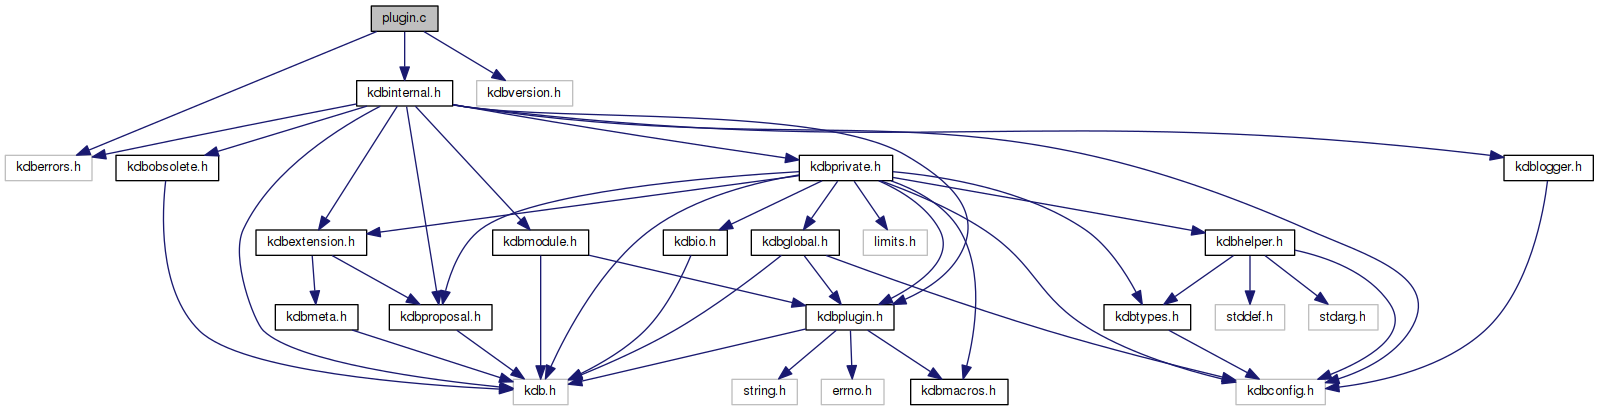 plugin.c
kdbinternal.h
kdbversion.h
kdberrors.h
kdbobsolete.h
kdbprivate.h
kdblogger.h
kdbextension.h
kdbmodule.h
kdbio.h
kdbglobal.h
limits.h
kdbhelper.h
kdbmeta.h
kdbproposal.h
kdbplugin.h
kdbtypes.h
stddef.h
stdarg.h
kdb.h
string.h
errno.h
kdbmacros.h
kdbconfig.h